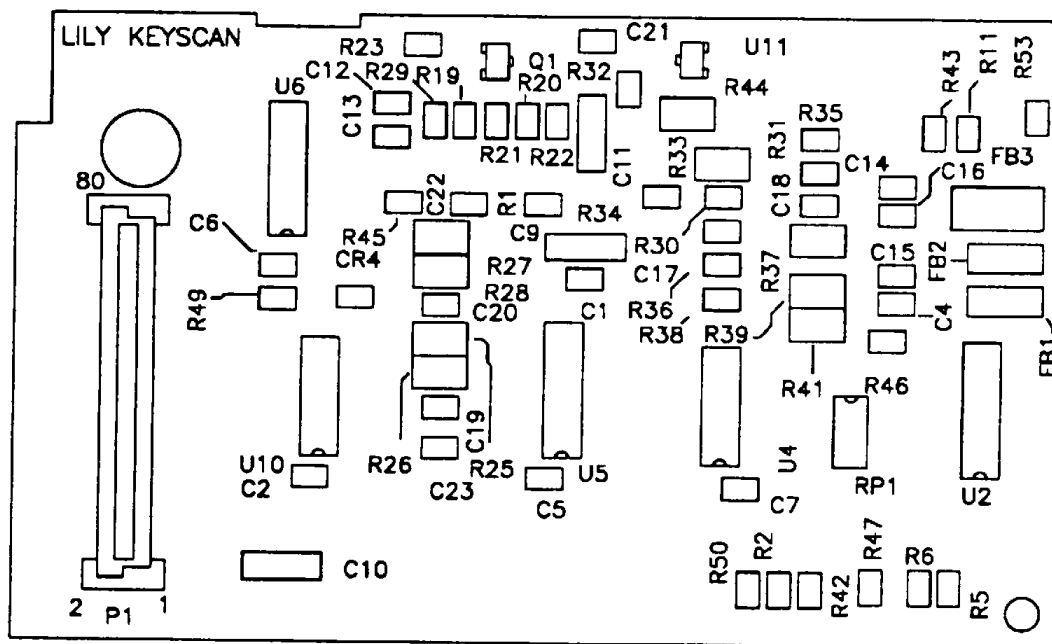 LILY KEYSCAN
R23
C21
U11
C12
R29
R19
Q1
R20
R32
R53
R11
R43
U6
C13
R44
R35
R21
R22
C11
R33
R31
C14
C16
FB3
80
C22
R1
R34
C18
C6
R45
C9
R30
CR4
R27
C17
R37
C15
FB2
R49
R28
R36
C20
C1
R38
R39
C4
FB1
R41
R46
C19
U10
R26
R25
U5
U4
C2
C23
C5
C7
RP1
U2
R50
R2
R47
R6
C10
R42
R5
2
P1
1